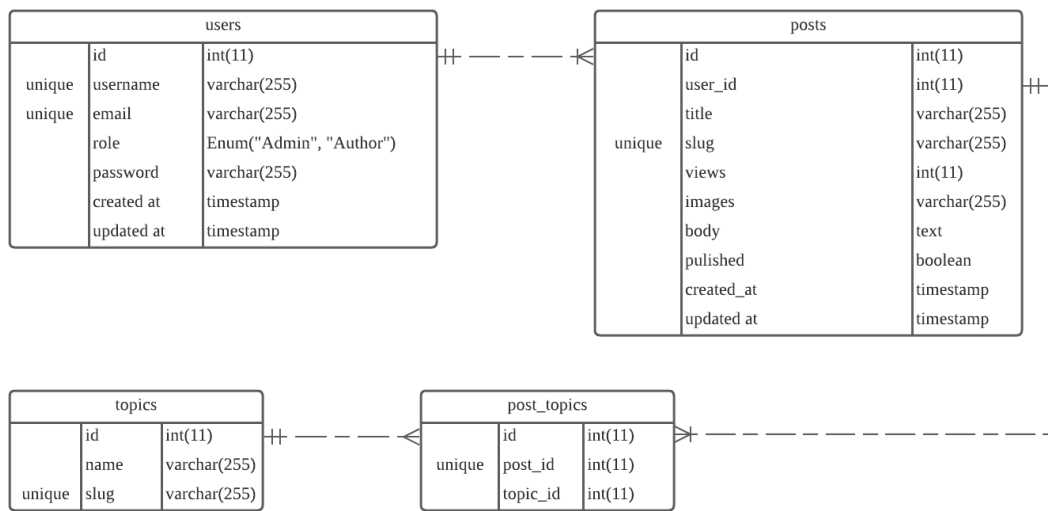 users
id int(11)
unique username varchar(255)
unique email varchar(255)
role Enum("Admin", "Author")
password varchar(255)
created at timestamp
updated at timestamp
posts
id int(11)
user_id int(11)
title varchar(255)
unique slug varchar(255)
views int(11)
images varchar(255)
body text
pulished boolean
created_at timestamp
updated at timestamp
topics
id int(11)
name varchar(255)
unique slug varchar(255)
post_topics
id int(11)
unique post_id int(11)
topic_id int(11)